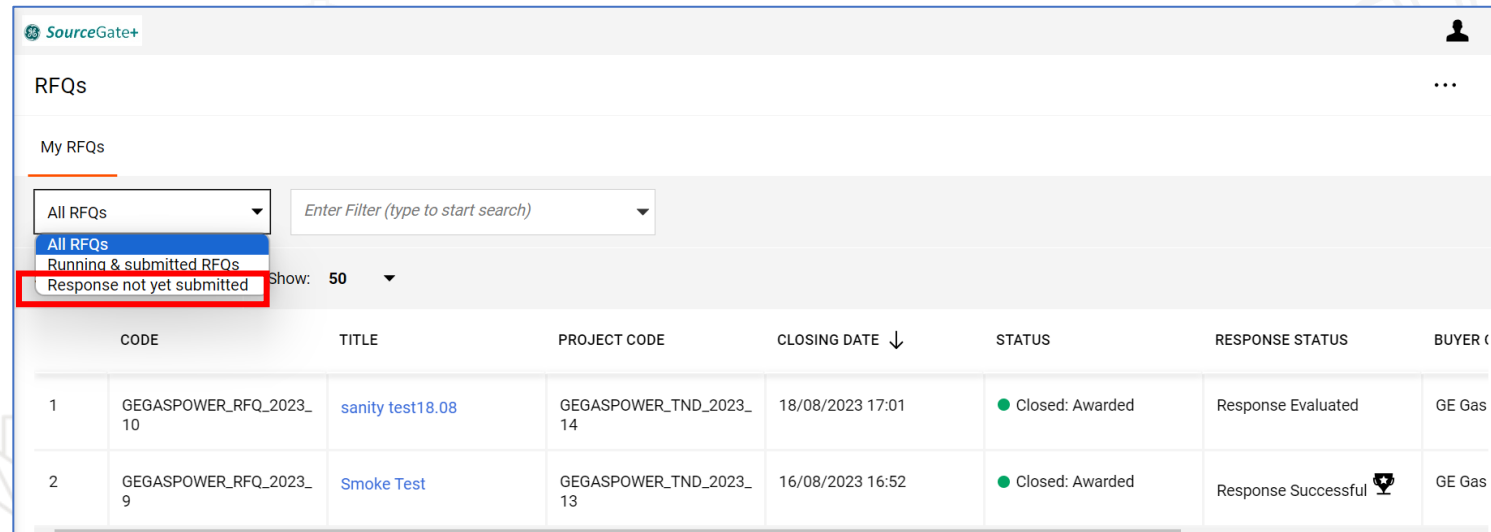 SourceGate+
RFQs
...
My RFQs
All RFQs
Enter Filter (type to start search)
All RFQs
Running & submitted RFQs
Response not yet submitted
Show: 50
CODE TITLE PROJECT CODE CLOSING DATE STATUS RESPONSE STATUS BUYER
1 GEGASPOWER_RFQ_2023_ sanity test18.08 GEGASPOWER_TND_2023_ 18/08/2023 17:01 Closed: Awarded Response Evaluated GE Gas
10 14
2 GEGASPOWER_RFQ_2023_ Smoke Test GEGASPOWER_TND_2023_ 16/08/2023 16:52 Closed: Awarded Response Successful GE Gas
9 13